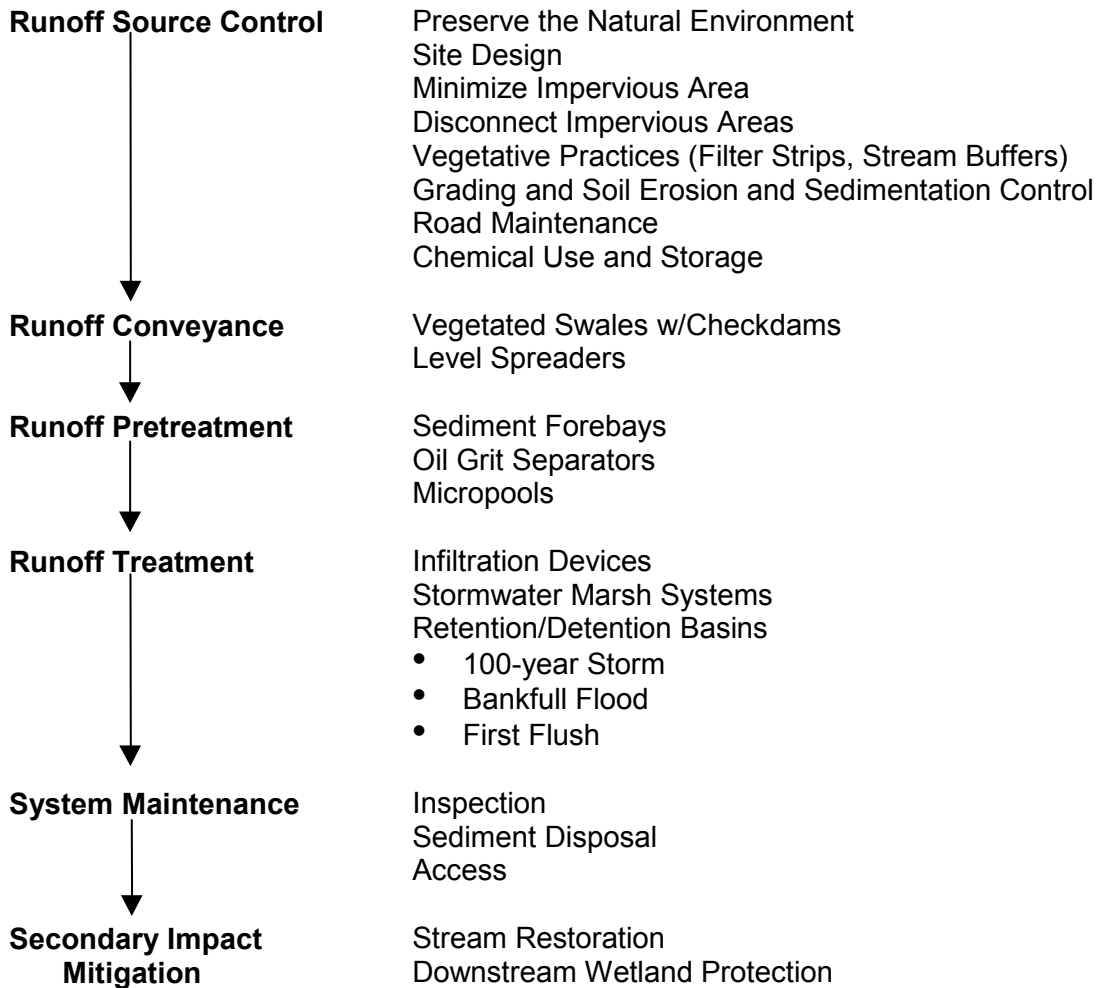 Runoff Source Control Preserve the Natural Environment
Site Design
Minimize Impervious Area
Disconnect Impervious Areas
Vegetative Practices (Filter Strips, Stream Buffers)
Grading and Soil Erosion and Sedimentation Control
Road Maintenance
Chemical Use and Storage
Runoff Conveyance Vegetated Swales w/Checkdams
Level Spreaders
Runoff Pretreatment Sediment Forebays
Oil Grit Separators
Micropools
Runoff Treatment Infiltration Devices
Stormwater Marsh Systems
Retention/Detention Basins
• 100-year Storm
• Bankfull Flood
• First Flush
System Maintenance Inspection
Sediment Disposal
Access
Secondary Impact Stream Restoration
Mitigation Downstream Wetland Protection